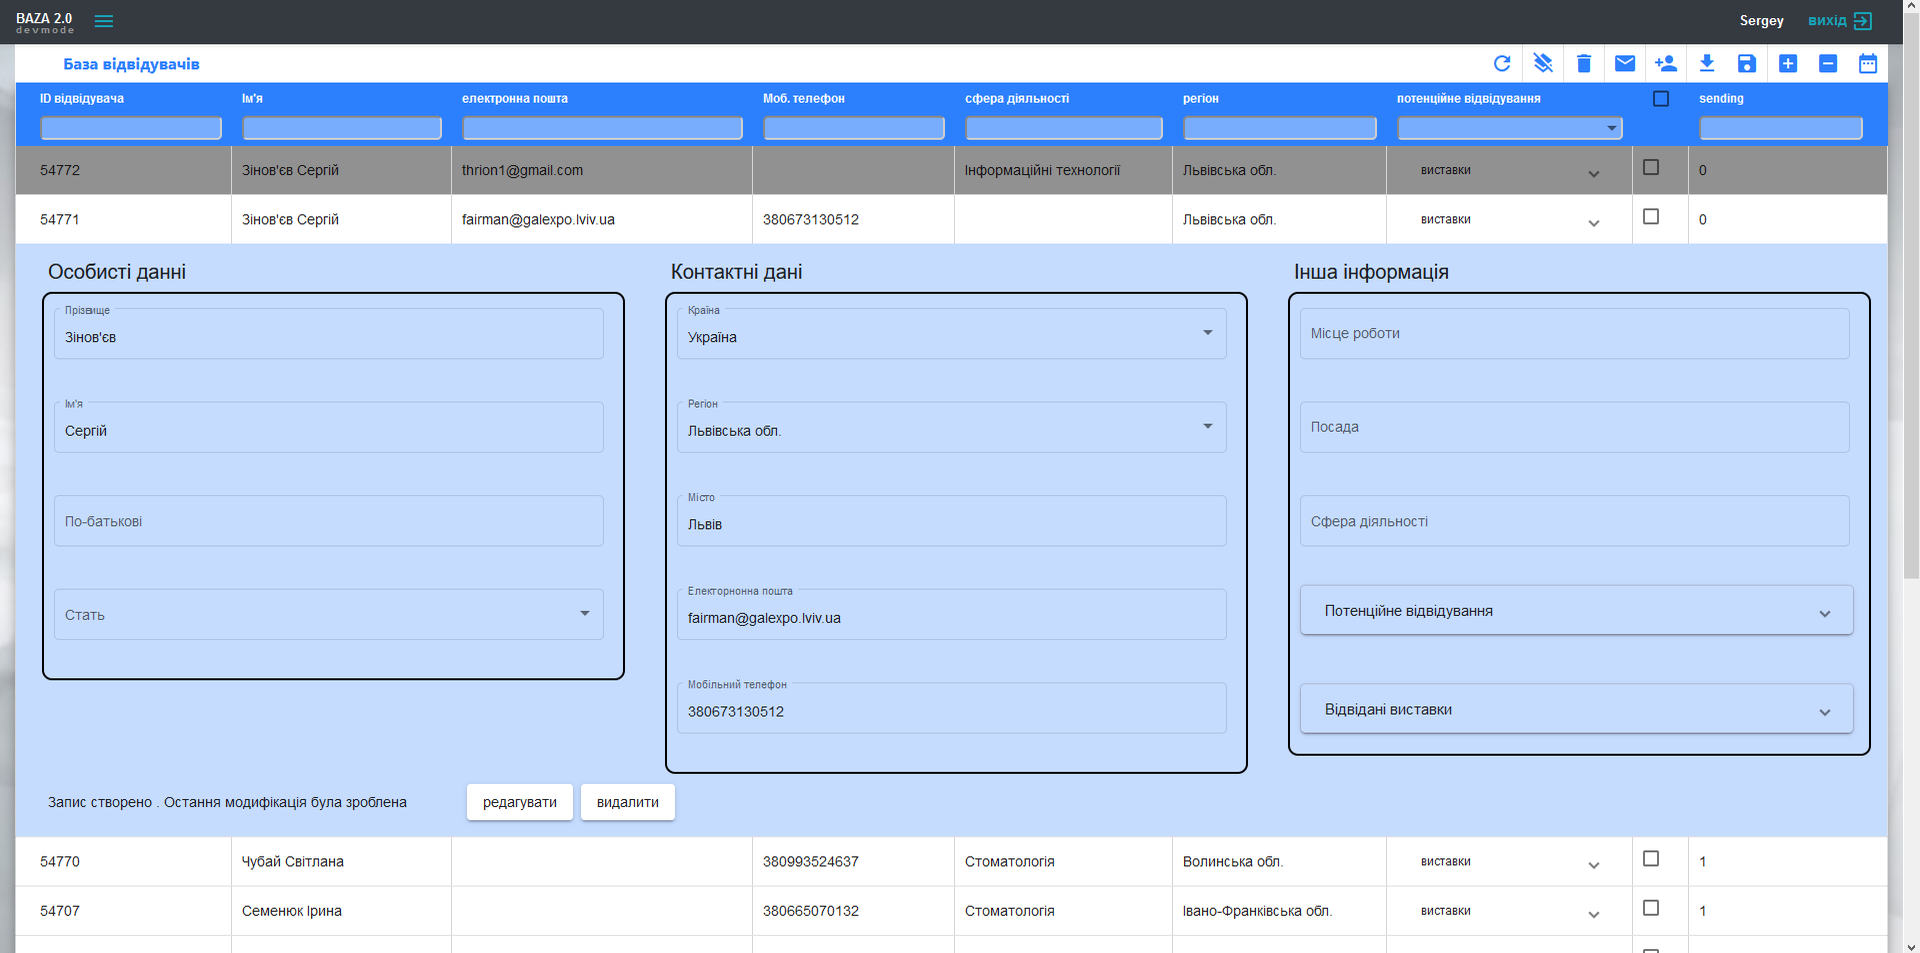 BAZA 2.0
devmode
Sergey вихід
База відвідувачів
ID відвідувача Ім'я електронна пошта Моб. телефон сфера діяльності регіон потенційне відвідування sending
54772 Зінов'єв Сергій thrion1@gmail.com Інформаційні технології Львівська обл. виставки 0
54771 Зінов'єв Сергій fairman@galexpo.lviv.ua 380673130512 Львівська обл. виставки 0
Особисті данні
Прізвище
Зінов'єв
Ім'я
Сергій
По-батькові
Стать
Контактні дані
Країна
Україна
Регіон
Львівська обл.
Місто
Львів
Електорнонна пошта
fairman@galexpo.lviv.ua
Мобільний телефон
380673130512
Інша інформація
Місце роботи
Посада
Сфера діяльності
Потенційне відвідування
Відвідані виставки
Запис створено . Остання модифікація була зроблена редагувати видалити
54770 Чубай Світлана 380993524637 Стоматологія Волинська обл. виставки 1
54707 Семенюк Ірина 380665070132 Стоматологія Івано-Франківська обл. виставки 1